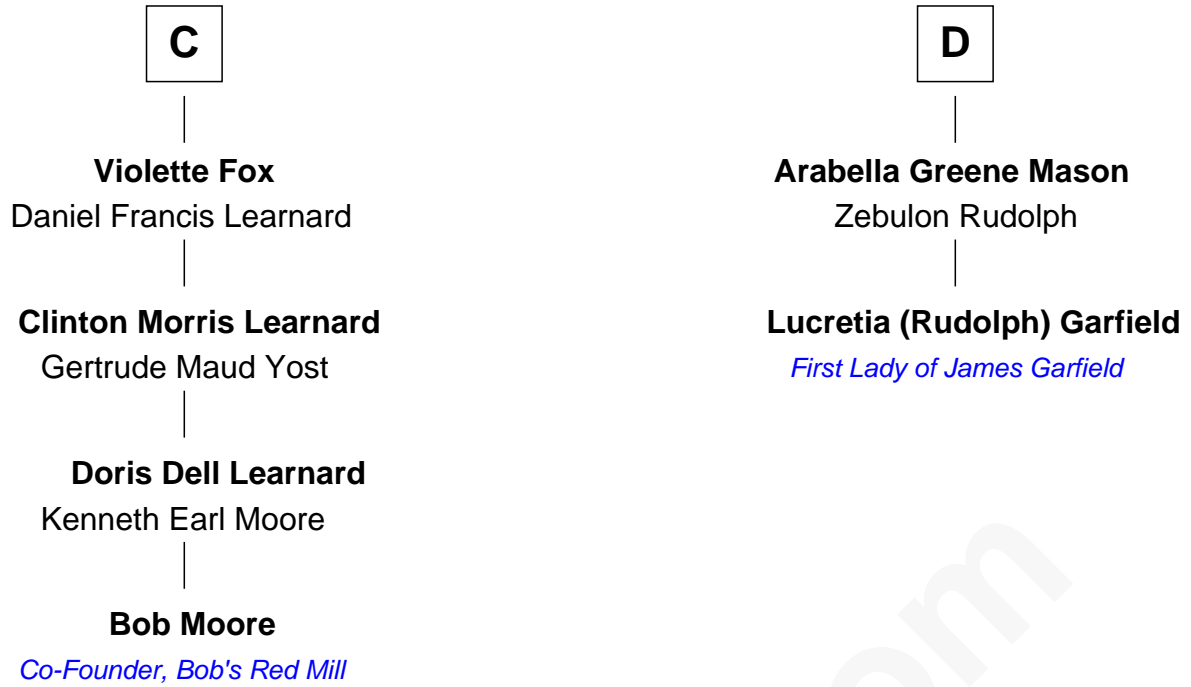 C
Violette Fox
Daniel Francis Learnard
Clinton Morris Learnard
Gertrude Maud Yost
Doris Dell Learnard
Kenneth Earl Moore
Bob Moore
Co-Founder, Bob's Red Mill
D
Arabella Greene Mason
Zebulon Rudolph
Lucretia (Rudolph) Garfield
First Lady of James Garfield
om